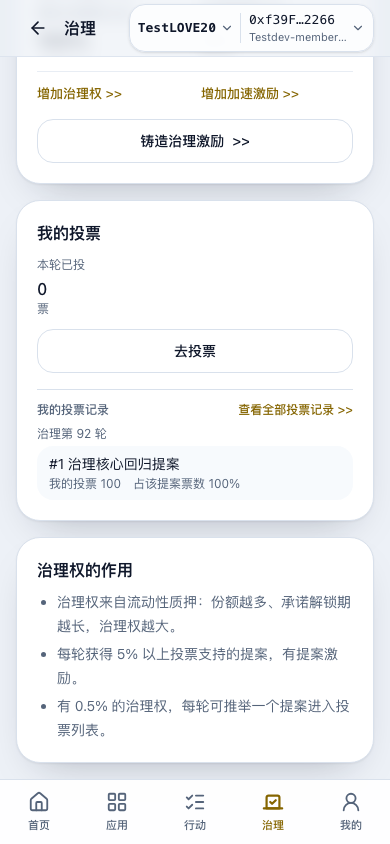 治理
TestLOVE20
0xf39F…2266
Testdev-member...
增加治理权 >>
增加加速激励 >>
铸造治理激励 >>
我的投票
本轮已投
0
票
去投票
我的投票记录
查看全部投票记录 >>
治理第 92 轮
#1 治理核心回归提案
我的投票 100 占该提案票数 100%
治理权的作用
• 治理权来自流动性质押：份额越多、承诺解锁期
越长，治理权越大。
• 每轮获得 5% 以上投票支持的提案，有提案激
励。
• 有 0.5% 的治理权，每轮可推举一个提案进入投
票列表。
首页
应用
行动
治理
我的